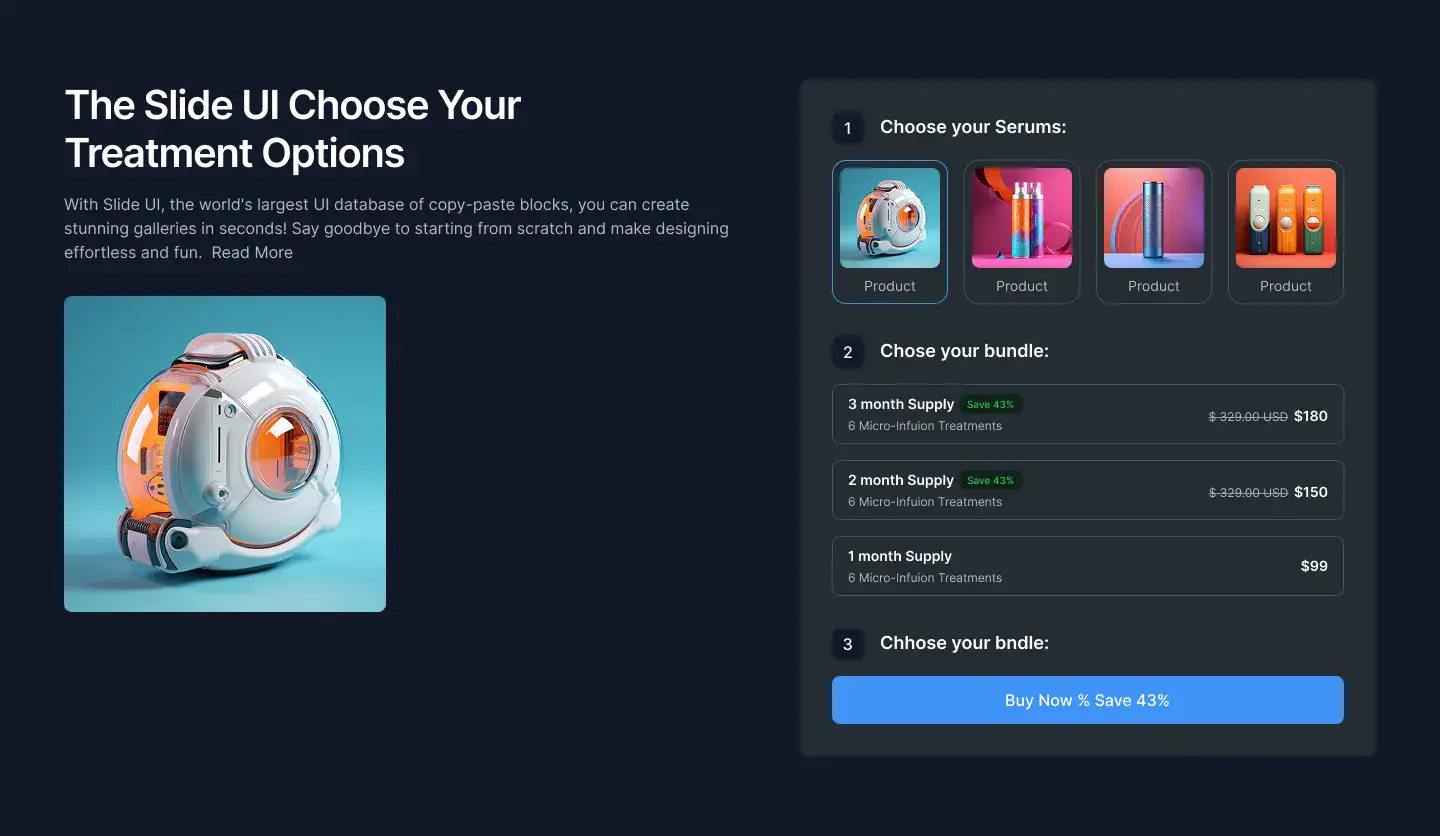 The Slide UI Choose Your
Treatment Options
With Slide UI, the world's largest UI database of copy-paste blocks, you can create
stunning galleries in seconds! Say goodbye to starting from scratch and make designing
effortless and fun. Read More
1 Choose your Serums:
Product Product Product Product
2 Chose your bundle:
3 month Supply Save 43%
6 Micro-Infuion Treatments
$ 329.00 USD $180
2 month Supply Save 43%
6 Micro-Infuion Treatments
$ 329.00 USD $150
1 month Supply
6 Micro-Infuion Treatments
$99
3 Chhose your bndle:
Buy Now % Save 43%